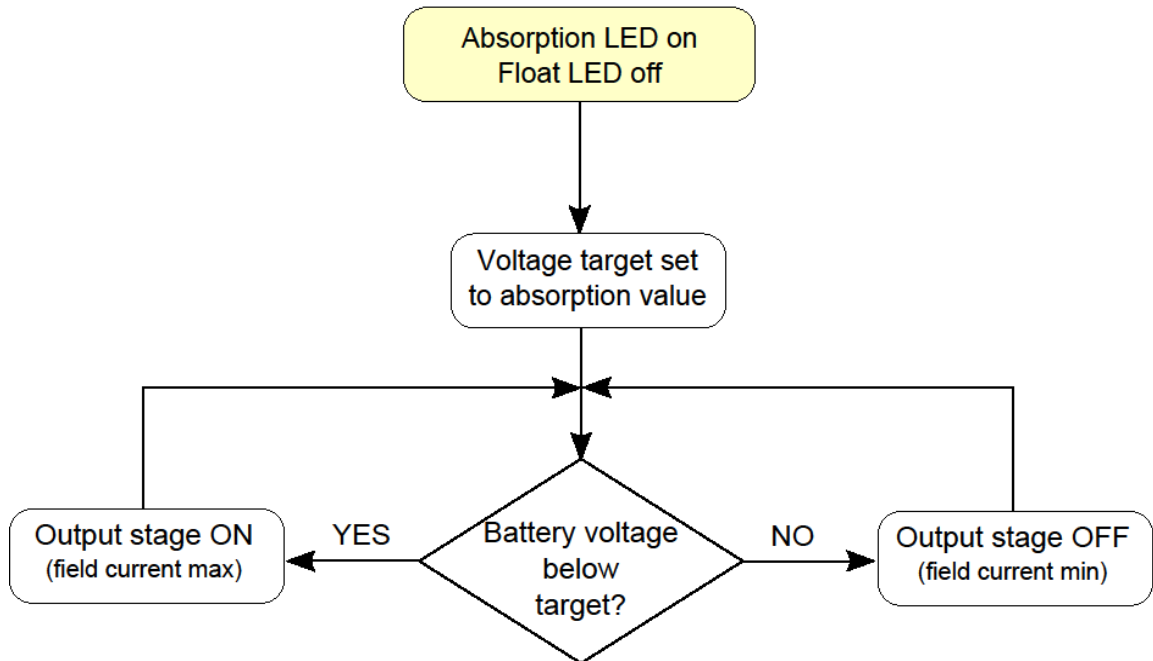 Absorption LED on
Float LED off
Voltage target set
to absorption value
Output stage ON
(field current max)
YES
Battery voltage
below
target?
NO
Output stage OFF
(field current min)